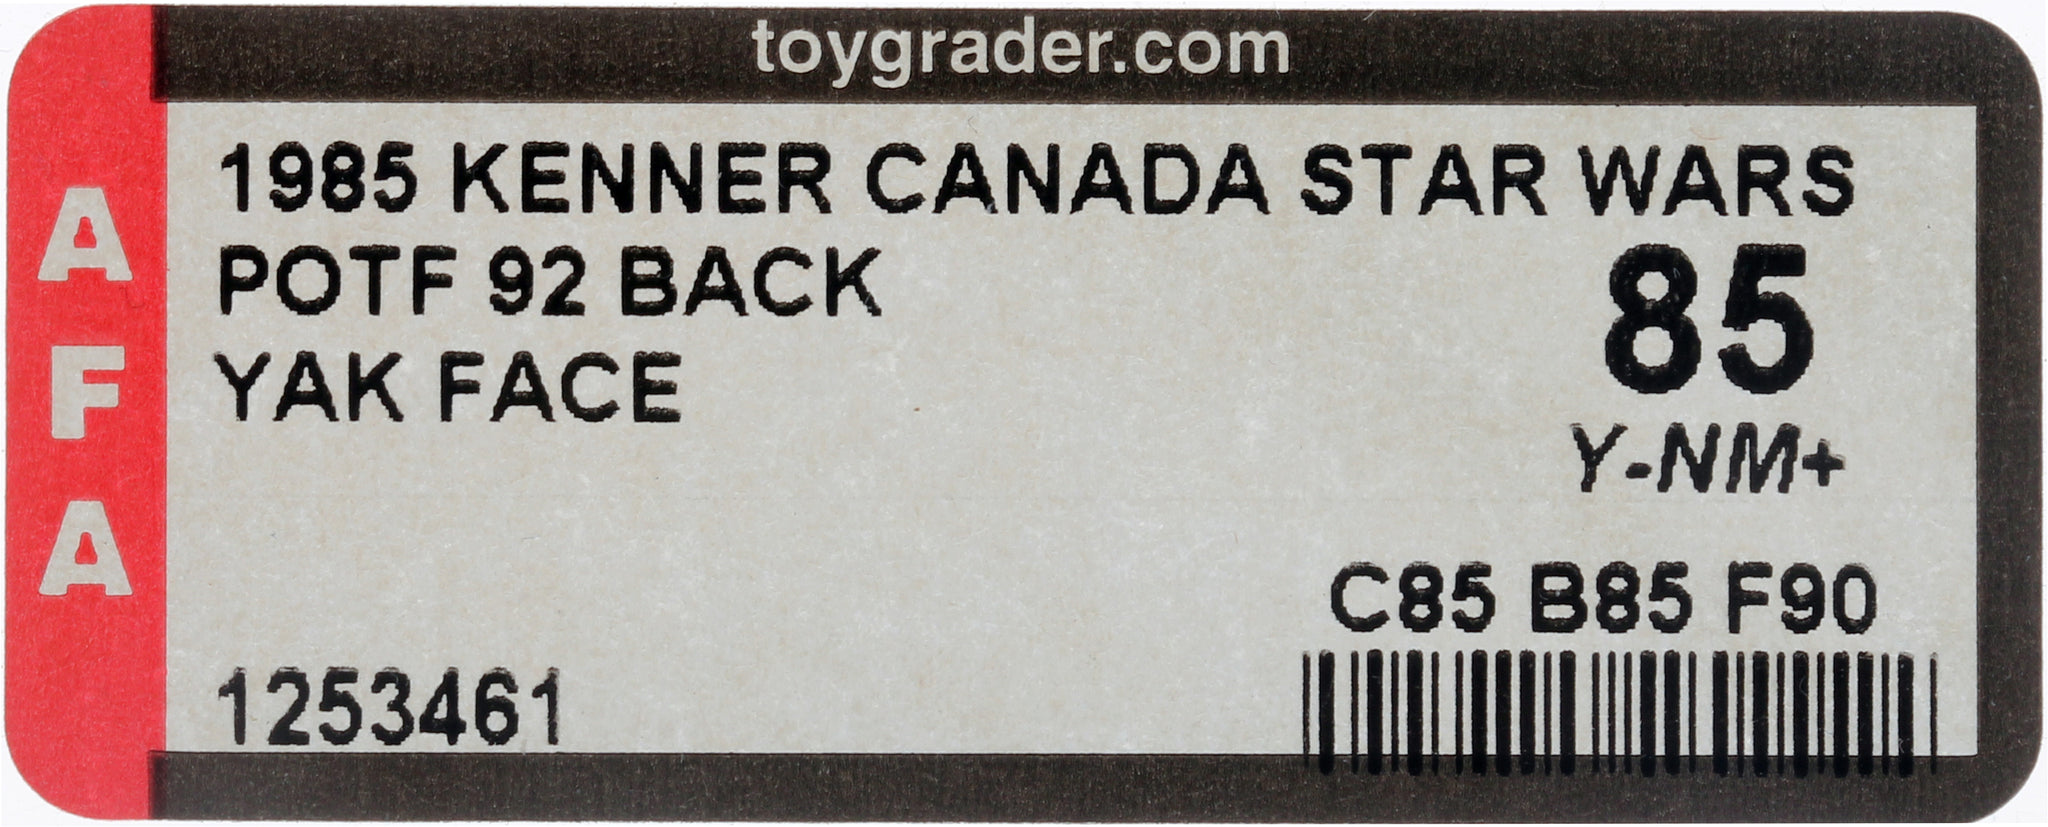 toygrader.com
AFA
1985 KENNER CANADA STAR WARS
POTF 92 BACK
85
YAK FACE
Y-NM+
C85 B85 F90
1253461